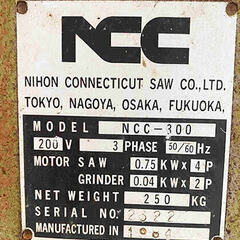 NCC
NIHON CONNECTICUT SAW CO., LTD.
TOKYO, NAGOYA, OSAKA, FUKUOKA,
MODEL NCC-300
200 V 3 PHASE 50/60 Hz
MOTOR SAW 0.75 KW x 4 P
GRINDER 0.04 KW x 2 P
NET WEIGHT 250 KG
SERIAL NO.
MANUFACTURED IN